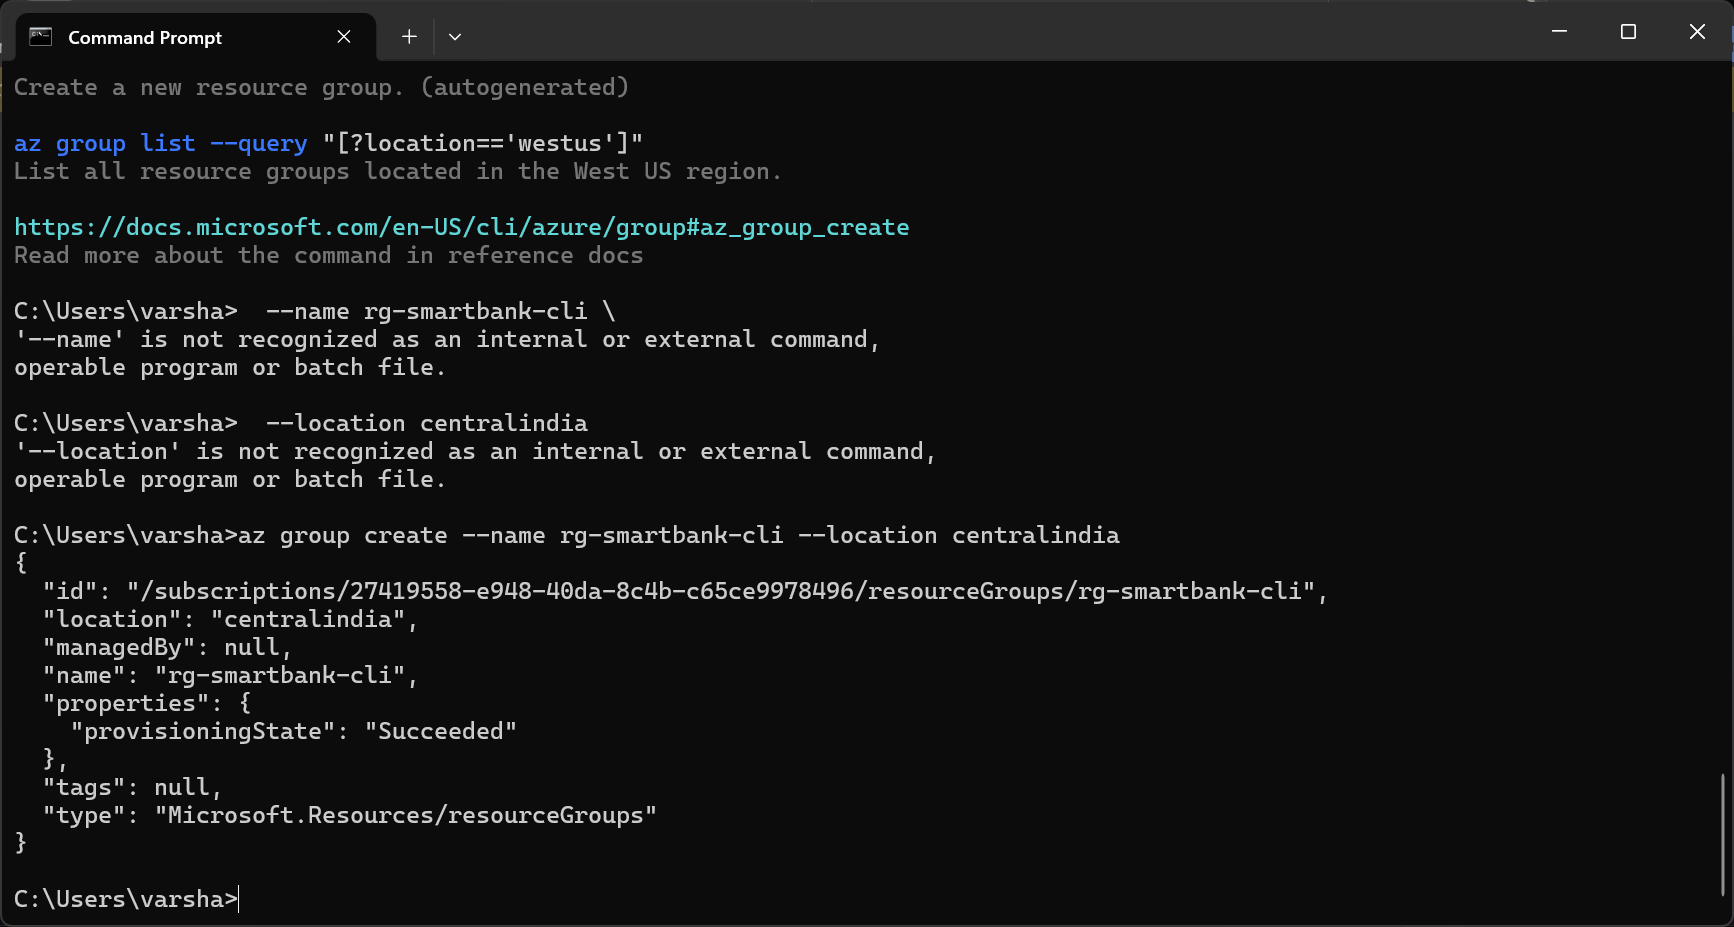 Command Prompt
Create a new resource group. (autogenerated)
az group list --query "[?location=='westus']"
List all resource groups located in the West US region.
https://docs.microsoft.com/en-US/cli/azure/group#az_group_create
Read more about the command in reference docs
C:\Users\varsha>  --name rg-smartbank-cli \
'--name' is not recognized as an internal or external command,
operable program or batch file.
C:\Users\varsha>  --location centralindia
'--location' is not recognized as an internal or external command,
operable program or batch file.
C:\Users\varsha>az group create --name rg-smartbank-cli --location centralindia
{
  "id": "/subscriptions/27419558-e948-40da-8c4b-c65ce9978496/resourceGroups/rg-smartbank-cli",
  "location": "centralindia",
  "managedBy": null,
  "name": "rg-smartbank-cli",
  "properties": {
    "provisioningState": "Succeeded"
  },
  "tags": null,
  "type": "Microsoft.Resources/resourceGroups"
}
C:\Users\varsha>